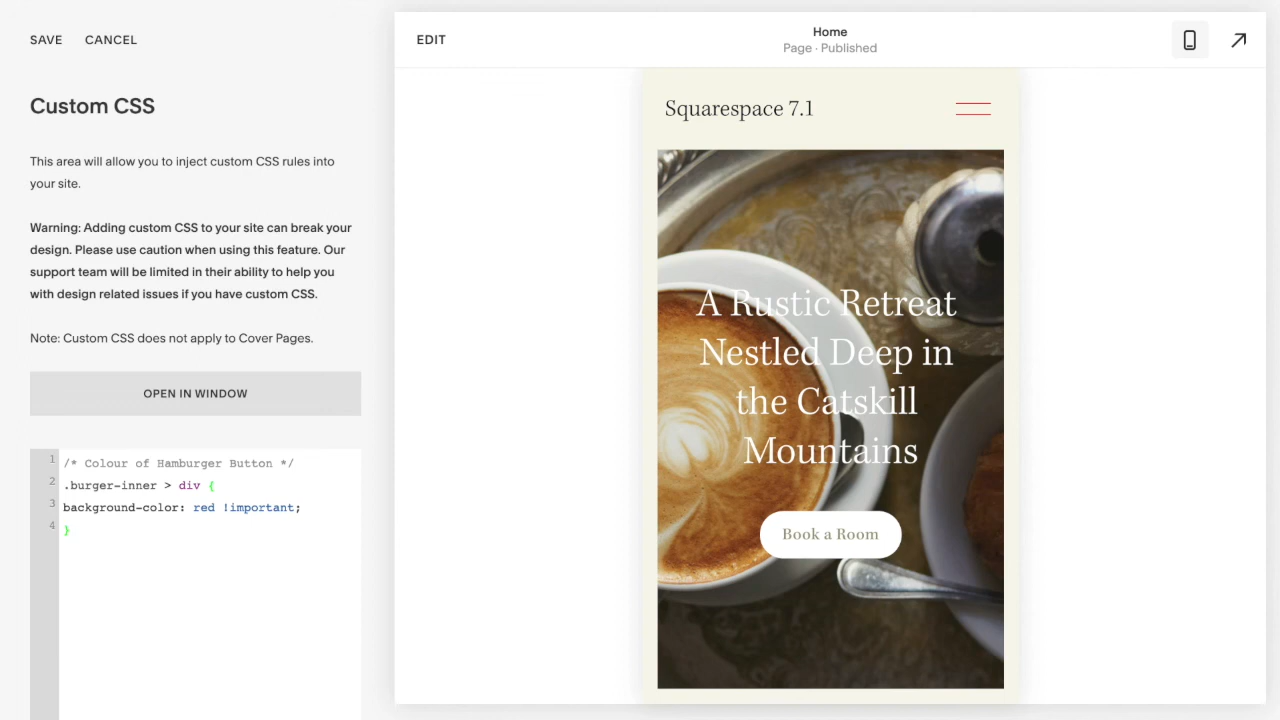 SAVE CANCEL
Custom CSS
This area will allow you to inject custom CSS rules into
your site.
Warning: Adding custom CSS to your site can break your
design. Please use caution when using this feature. Our
support team will be limited in their ability to help you
with design related issues if you have custom CSS.
Note: Custom CSS does not apply to Cover Pages.
OPEN IN WINDOW
1 /* Colour of Hamburger Button */
2 .burger-inner > div {
3 background-color: red !important;
4 }
EDIT
Home
Page · Published
Squarespace 7.1
A Rustic Retreat
Nestled Deep in
the Catskill
Mountains
Book a Room